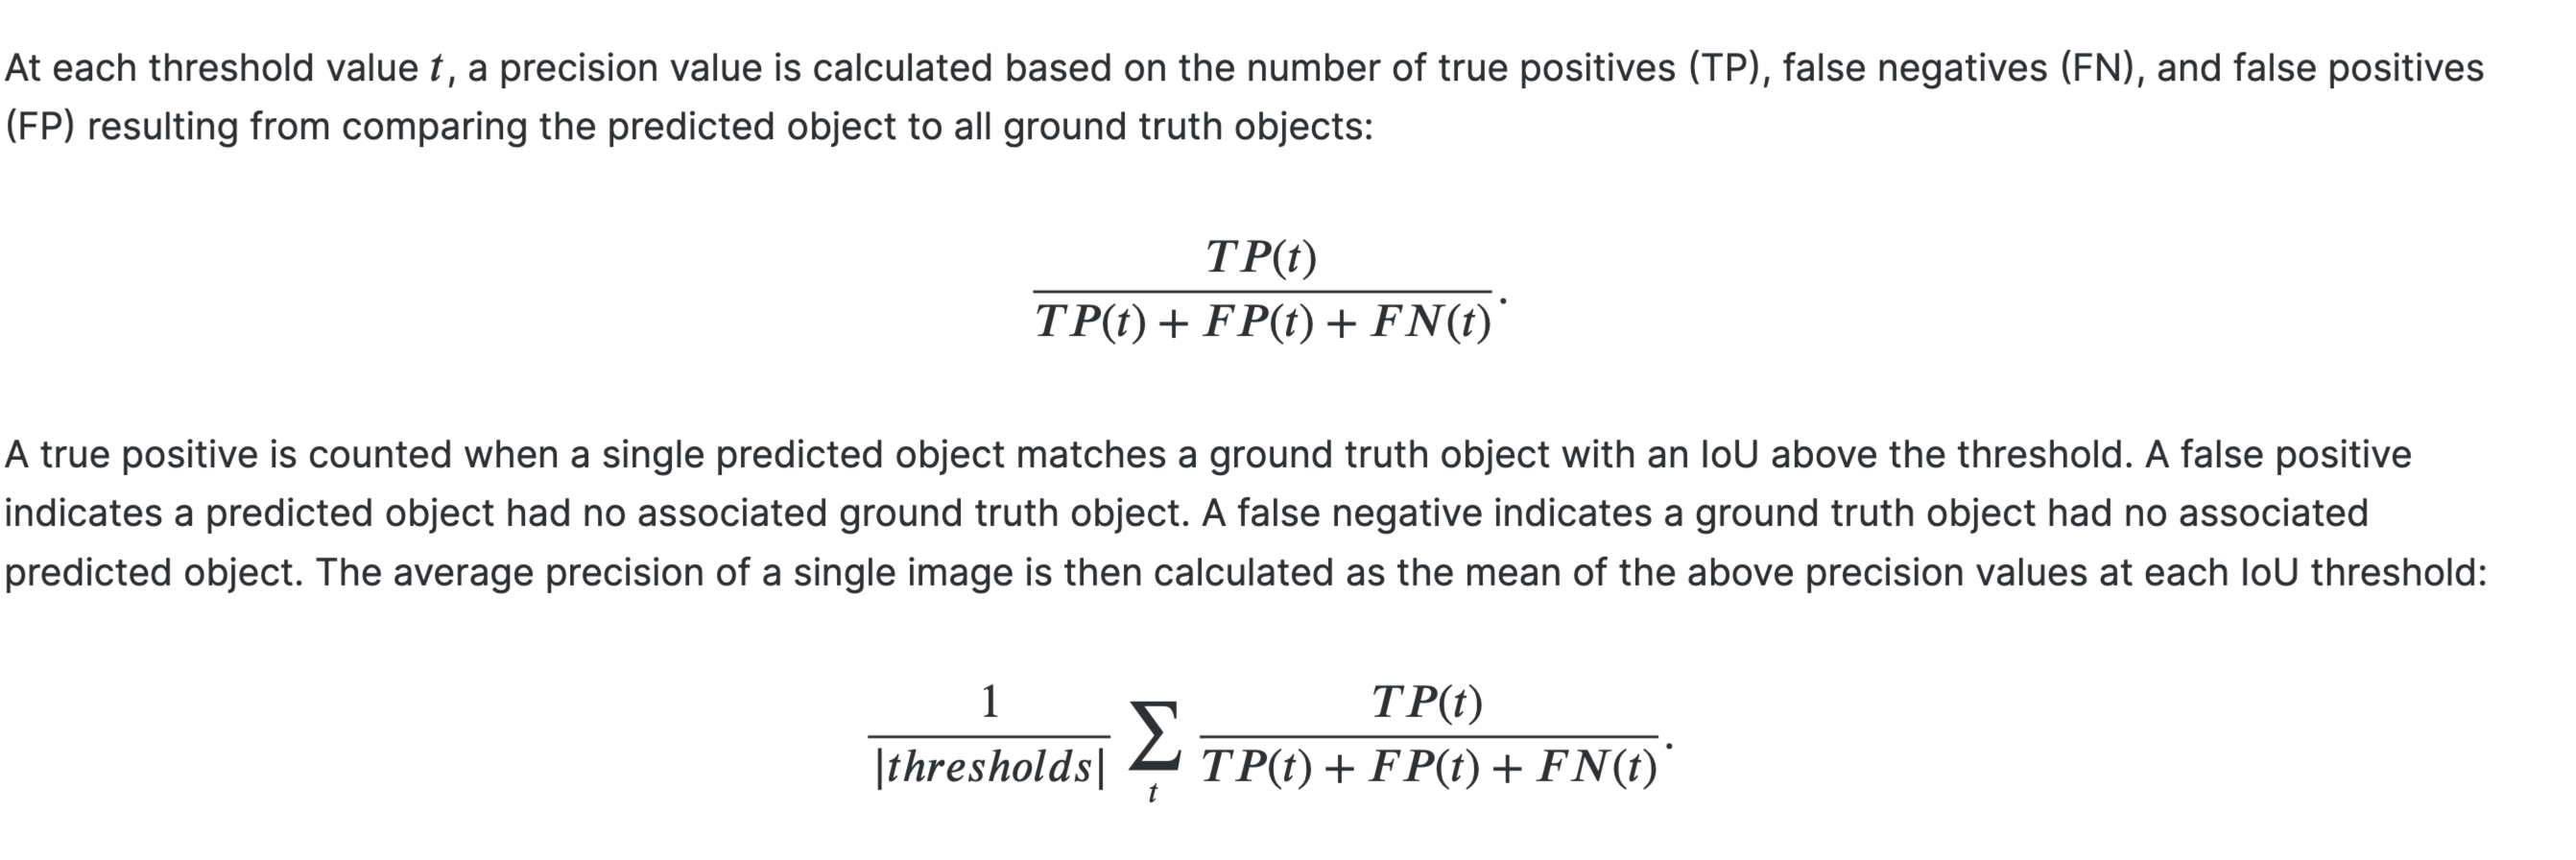 At each threshold value t, a precision value is calculated based on the number of true positives (TP), false negatives (FN), and false positives
(FP) resulting from comparing the predicted object to all ground truth objects:
TP(t)
TP(t) + FP(t) + FN(t).
A true positive is counted when a single predicted object matches a ground truth object with an IoU above the threshold. A false positive
indicates a predicted object had no associated ground truth object. A false negative indicates a ground truth object had no associated
predicted object. The average precision of a single image is then calculated as the mean of the above precision values at each IoU threshold:
1 TP(t)
|thresholds| ∑ TP(t) + FP(t) + FN(t).
t